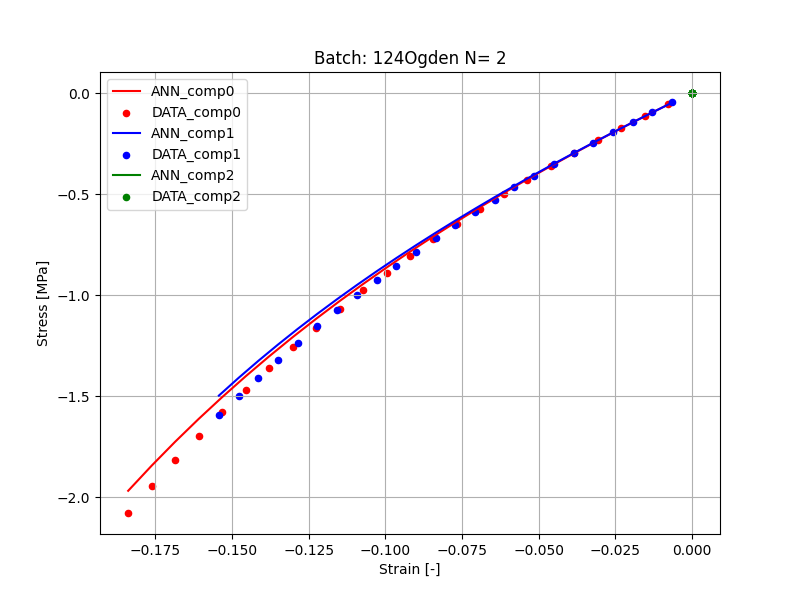 Batch: 124Ogden N= 2
ANN_comp0
DATA_comp0
ANN_comp1
DATA_comp1
ANN_comp2
DATA_comp2
0.0
−0.5
−1.0
−1.5
−2.0
Stress [MPa]
−0.175
−0.150
−0.125
−0.100
−0.075
−0.050
−0.025
0.000
Strain [-]